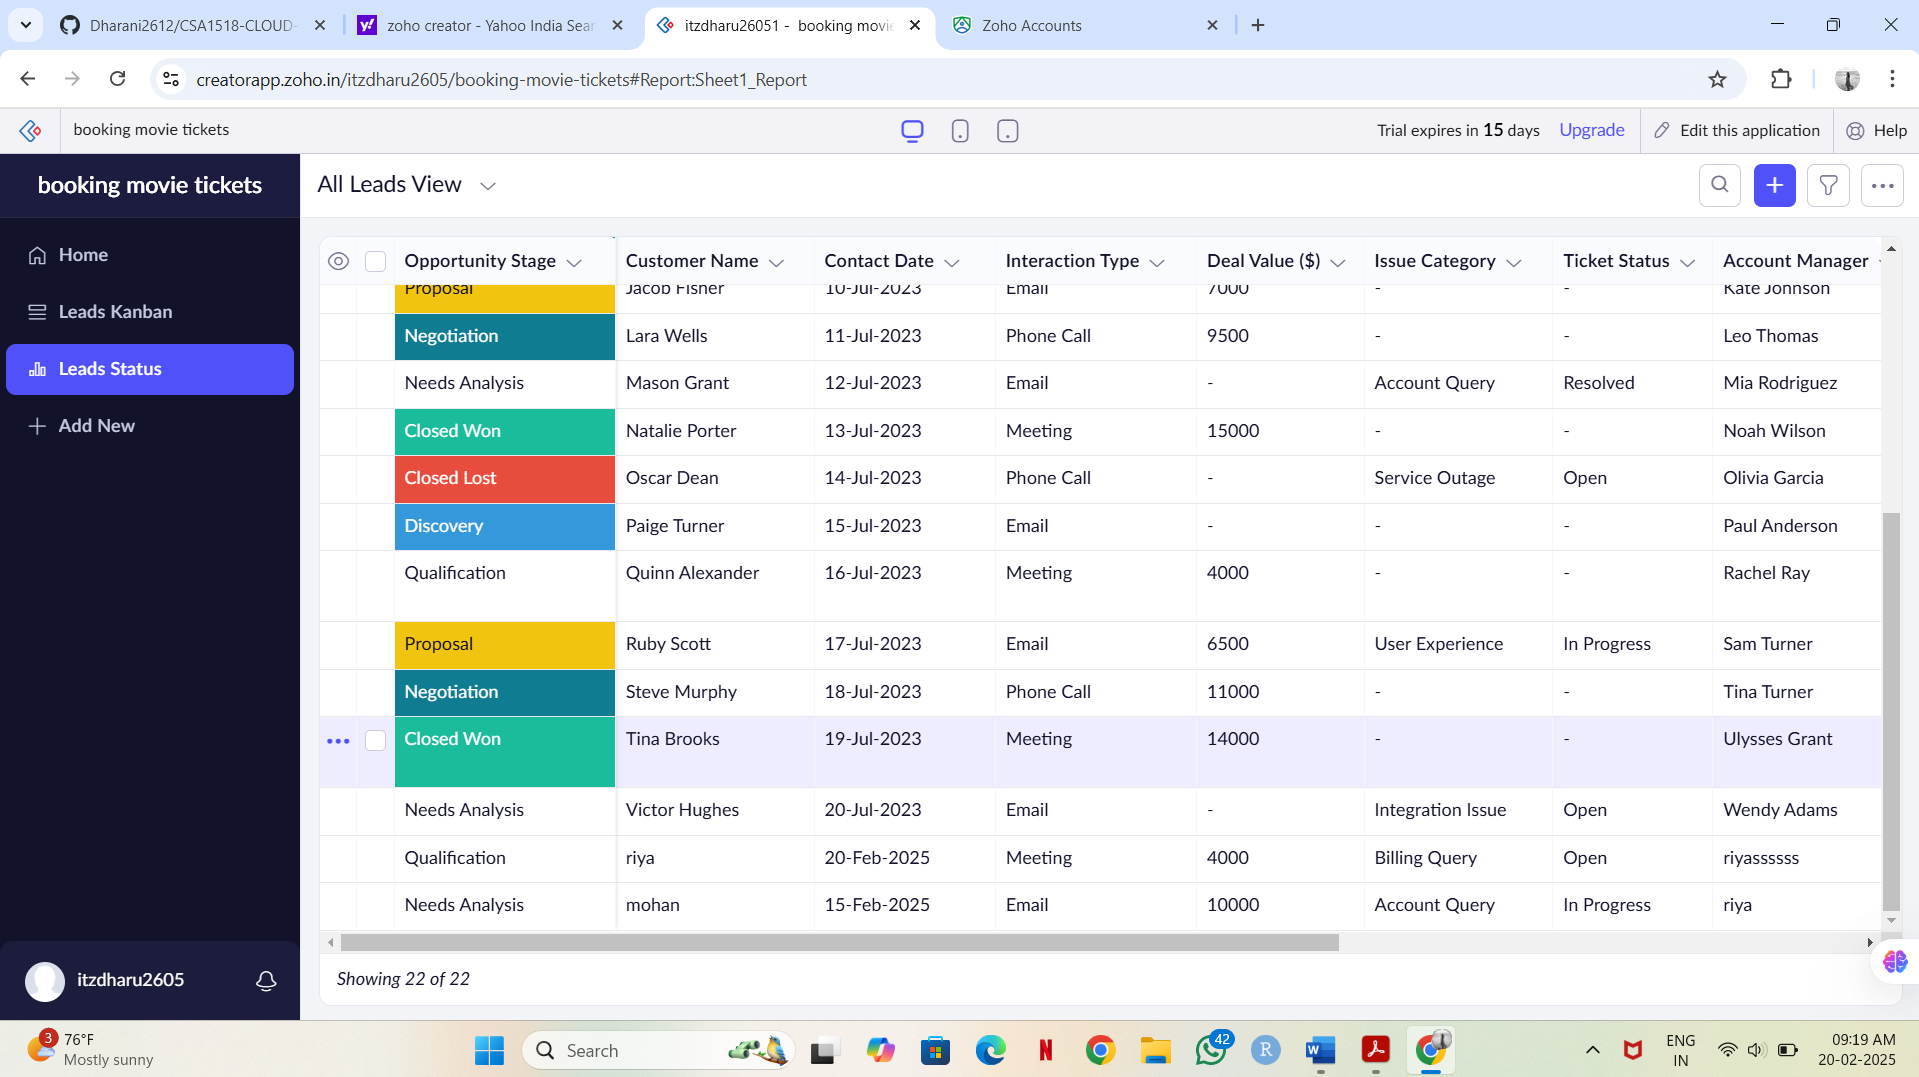 Dharani2612/CSA1518-CLOUD-
zoho creator - Yahoo India Sear
itzdharu26051 - booking movie
Zoho Accounts
creatorapp.zoho.in/itzdharu2605/booking-movie-tickets#Report:Sheet1_Report
booking movie tickets
Trial expires in 15 days Upgrade
Edit this application
Help
booking movie tickets
All Leads View
Home
Leads Kanban
Leads Status
Add New
Opportunity Stage Customer Name Contact Date Interaction Type Deal Value ($) Issue Category Ticket Status Account Manager
Proposal Jacob Fisher 10-Jul-2023 Email 7000 - - Kate Johnson
Negotiation Lara Wells 11-Jul-2023 Phone Call 9500 - - Leo Thomas
Needs Analysis Mason Grant 12-Jul-2023 Email - Account Query Resolved Mia Rodriguez
Closed Won Natalie Porter 13-Jul-2023 Meeting 15000 - - Noah Wilson
Closed Lost Oscar Dean 14-Jul-2023 Phone Call - Service Outage Open Olivia Garcia
Discovery Paige Turner 15-Jul-2023 Email - - - Paul Anderson
Qualification Quinn Alexander 16-Jul-2023 Meeting 4000 - - Rachel Ray
Proposal Ruby Scott 17-Jul-2023 Email 6500 User Experience In Progress Sam Turner
Negotiation Steve Murphy 18-Jul-2023 Phone Call 11000 - - Tina Turner
Closed Won Tina Brooks 19-Jul-2023 Meeting 14000 - - Ulysses Grant
Needs Analysis Victor Hughes 20-Jul-2023 Email - Integration Issue Open Wendy Adams
Qualification riya 20-Feb-2025 Meeting 4000 Billing Query Open riyassssss
Needs Analysis mohan 15-Feb-2025 Email 10000 Account Query In Progress riya
Showing 22 of 22
itzdharu2605
3
76°F
Mostly sunny
Search
42
ENG
IN
09:19 AM
20-02-2025